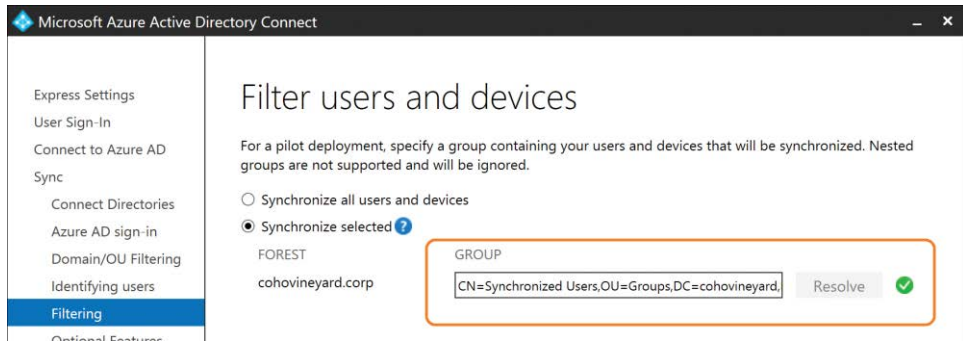 Microsoft Azure Active Directory Connect
Express Settings
User Sign-In
Connect to Azure AD
Sync
Connect Directories
Azure AD sign-in
Domain/OU Filtering
Identifying users
Filtering
Optional Features
Filter users and devices
For a pilot deployment, specify a group containing your users and devices that will be synchronized. Nested
groups are not supported and will be ignored.
Synchronize all users and devices
Synchronize selected ?
FOREST GROUP
cohovineyard.corp CN=Synchronized Users,OU=Groups,DC=cohovineyard, Resolve